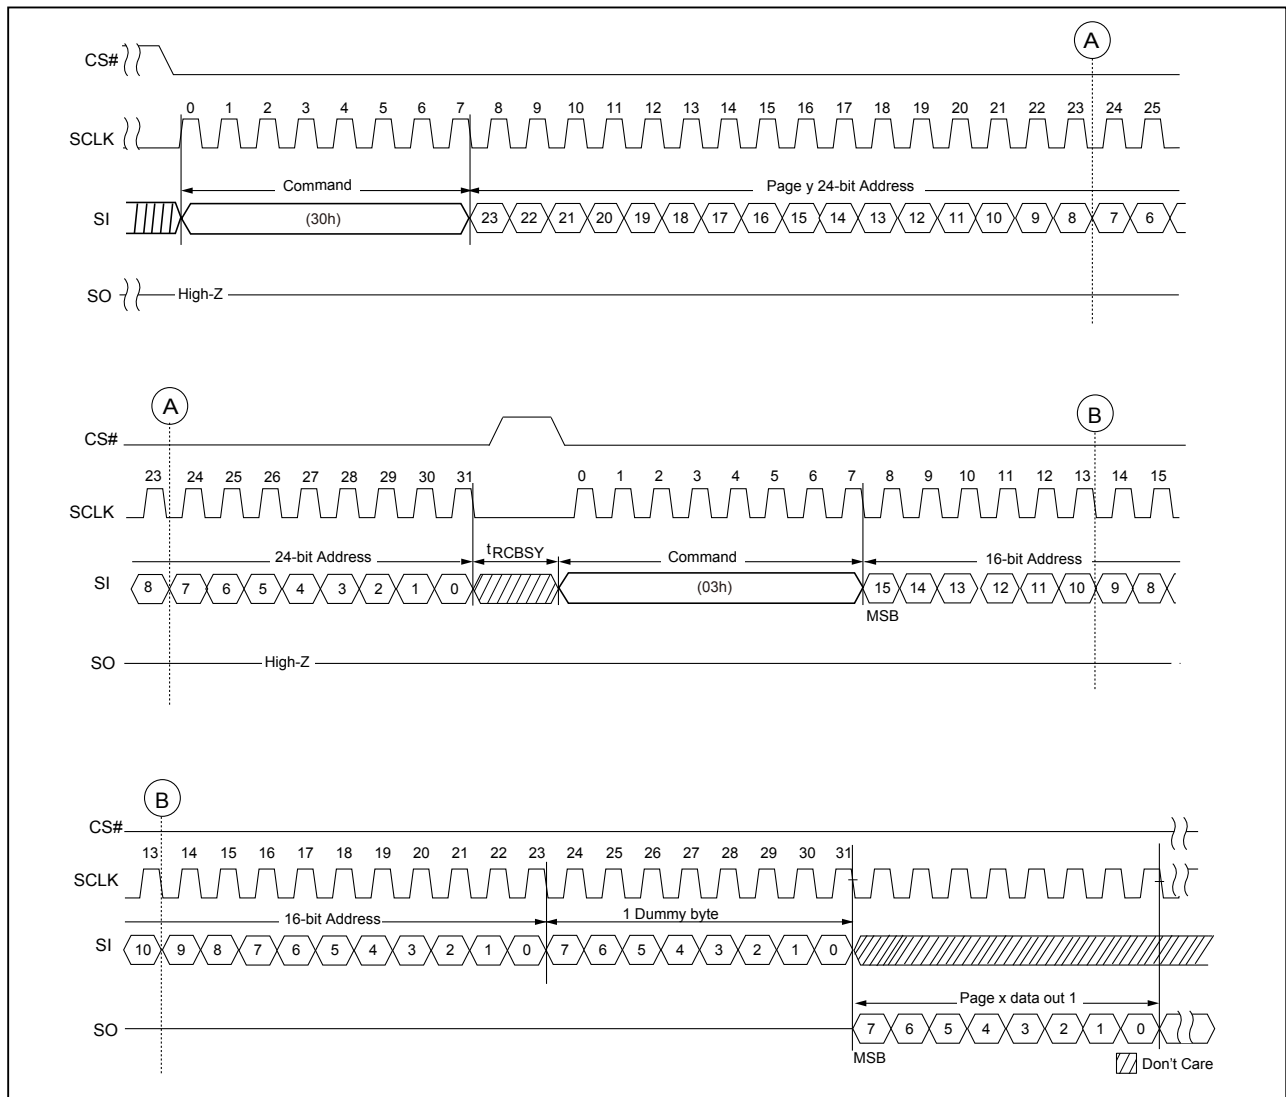 A
CS#
0 1 2 3 4 5 6 7 8 9 10 11 12 13 14 15 16 17 18 19 20 21 22 23 24 25
SCLK
Command Page y 24-bit Address
SI (30h) 23 22 21 20 19 18 17 16 15 14 13 12 11 10 9 8 7 6
SO High-Z
A B
CS#
23 24 25 26 27 28 29 30 31 0 1 2 3 4 5 6 7 8 9 10 11 12 13 14 15
SCLK
24-bit Address tRCBSY Command 16-bit Address
SI 8 7 6 5 4 3 2 1 0 (03h) 15 14 13 12 11 10 9 8
MSB
SO High-Z
B
CS#
13 14 15 16 17 18 19 20 21 22 23 24 25 26 27 28 29 30 31
SCLK
16-bit Address 1 Dummy byte
SI 10 9 8 7 6 5 4 3 2 1 0 7 6 5 4 3 2 1 0
Page x data out 1
SO 7 6 5 4 3 2 1 0
MSB Don't Care